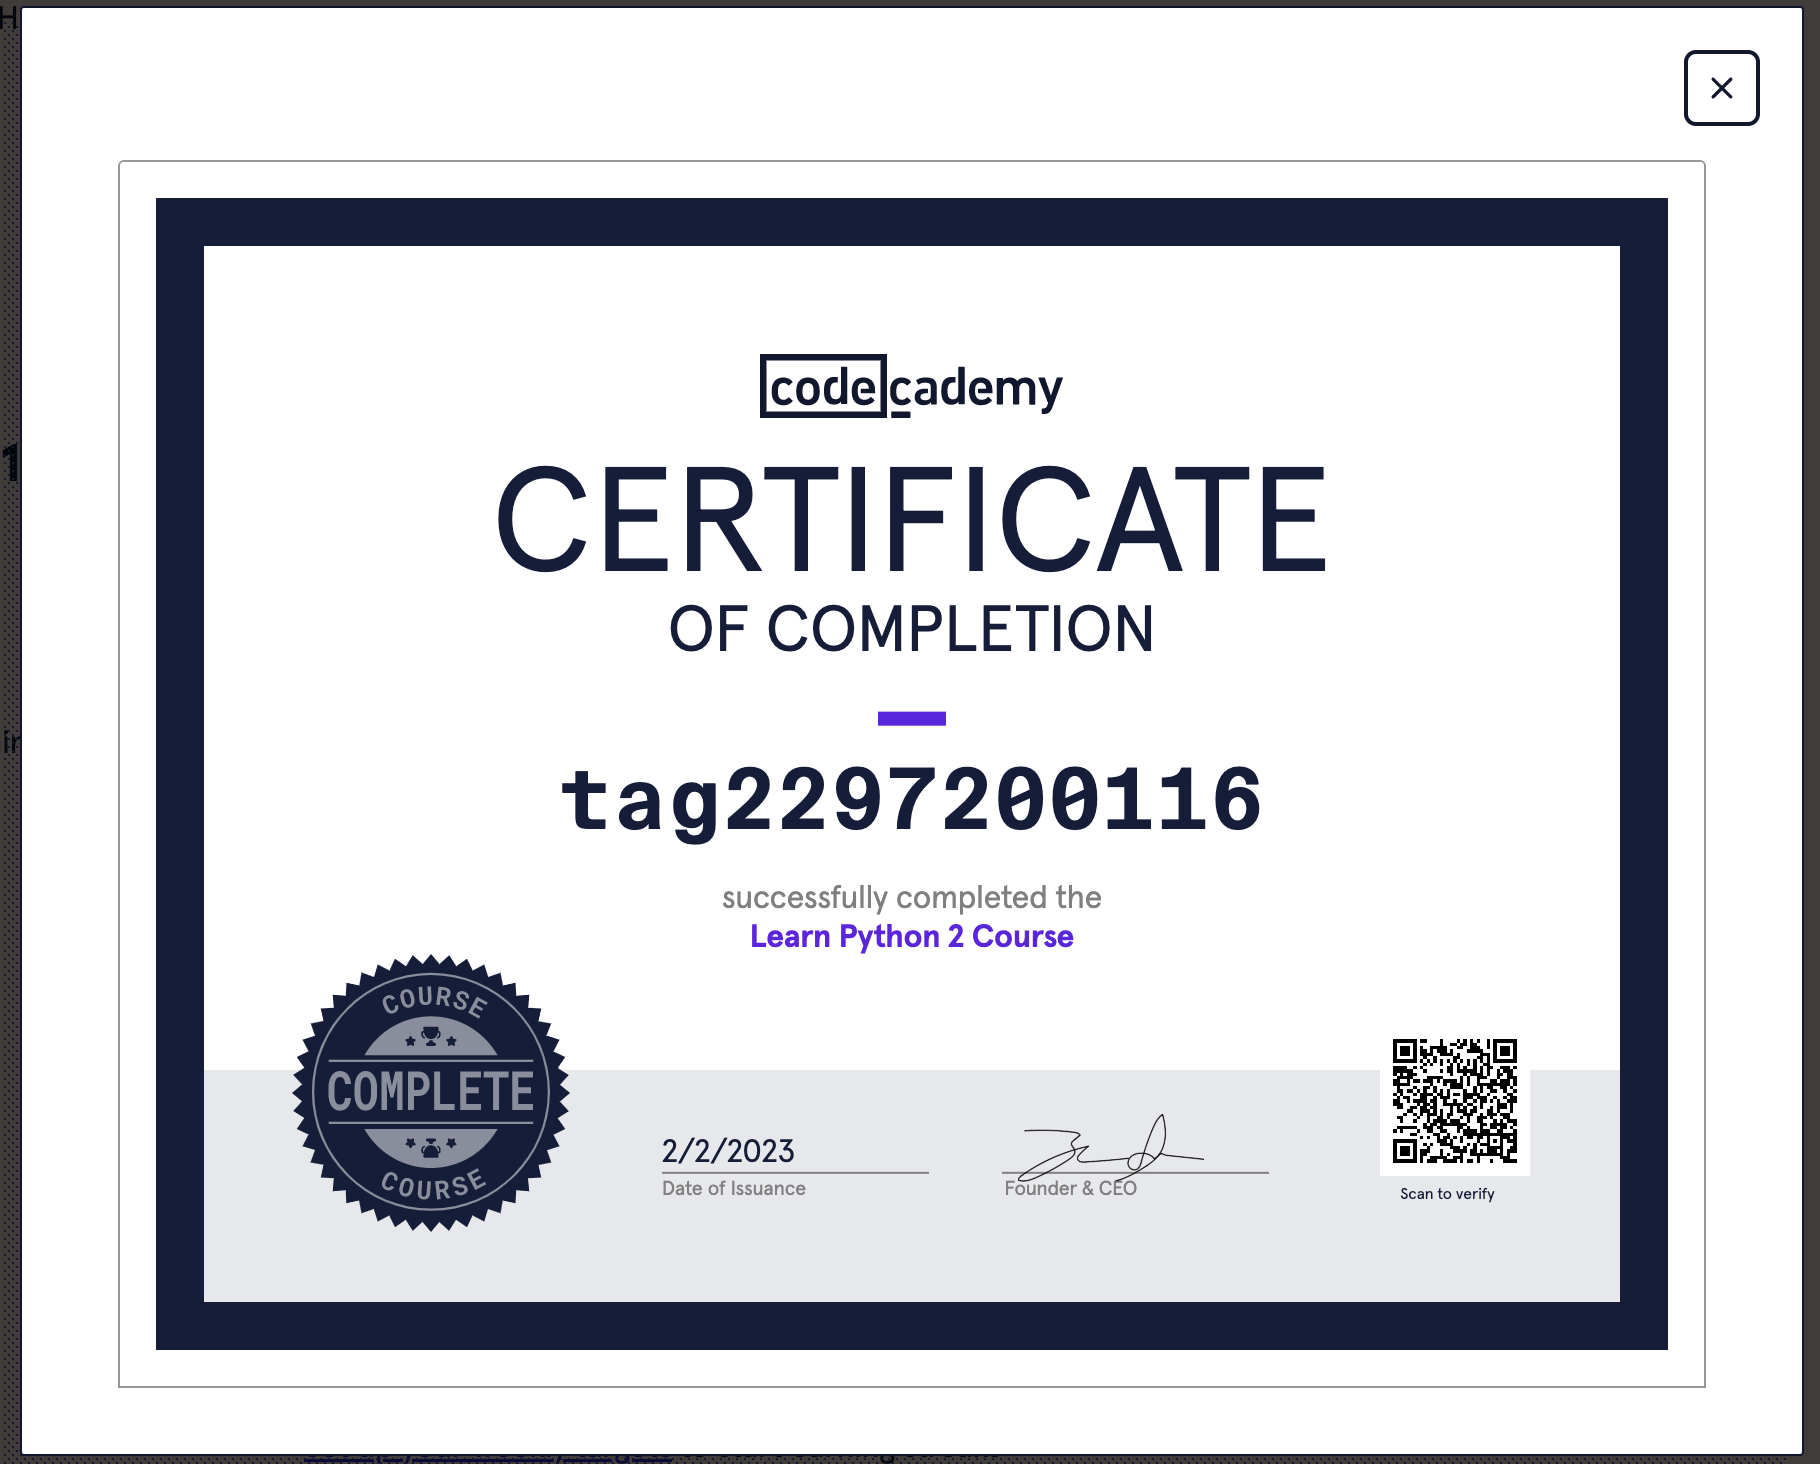 codecademy
CERTIFICATE
OF COMPLETION
tag2297200116
successfully completed the
Learn Python 2 Course
COURSE
COMPLETE
COURSE
2/2/2023
Date of Issuance
Founder & CEO
Scan to verify